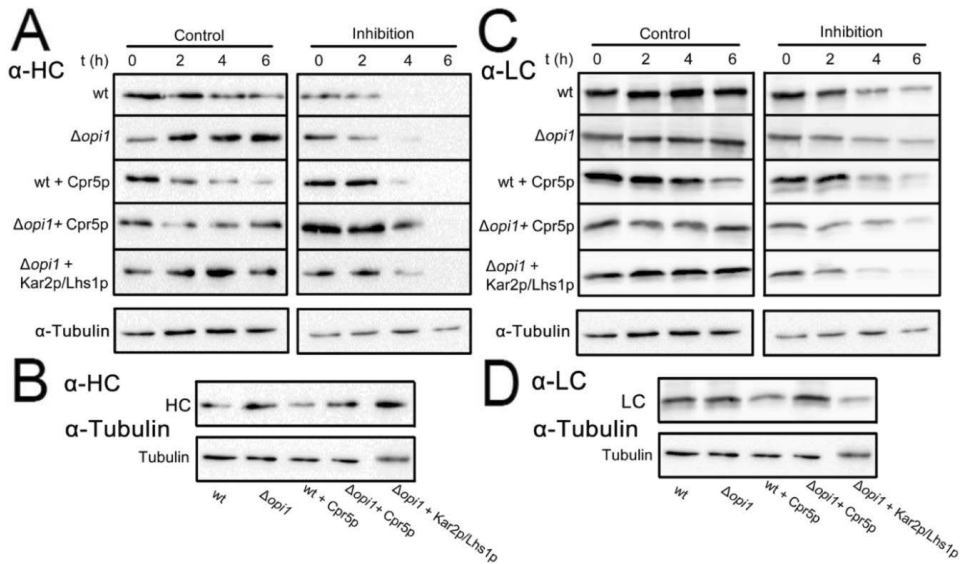 A
Control
Inhibition
t (h)
0 2 4 6
0 2 4 6
α-HC
wt
Δopi1
wt + Cpr5p
Δopi1+ Cpr5p
Δopi1 +
Kar2p/Lhs1p
α-Tubulin
C
Control
Inhibition
t (h)
0 2 4 6
0 2 4 6
α-LC
wt
Δopi1
wt + Cpr5p
Δopi1+ Cpr5p
Δopi1 +
Kar2p/Lhs1p
α-Tubulin
B
α-HC
HC
α-Tubulin
Tubulin
wt
Δopi1
wt + Cpr5p
Δopi1+ Cpr5p
Δopi1 + Kar2p/Lhs1p
D
α-LC
LC
α-Tubulin
Tubulin
wt
Δopi1
wt + Cpr5p
Δopi1+ Cpr5p
Δopi1 + Kar2p/Lhs1p